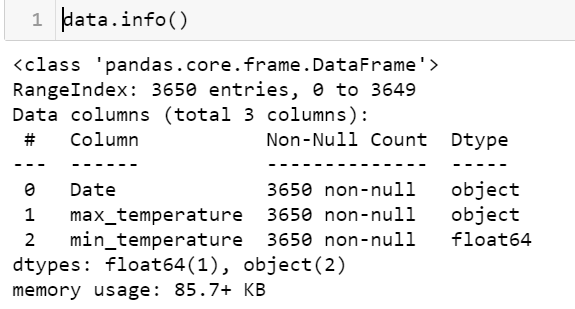 1 data.info()
<class 'pandas.core.frame.DataFrame'>
RangeIndex: 3650 entries, 0 to 3649
Data columns (total 3 columns):
 #   Column           Non-Null Count  Dtype
---  ------           --------------  -----
 0   Date             3650 non-null   object
 1   max_temperature  3650 non-null   object
 2   min_temperature  3650 non-null   float64
dtypes: float64(1), object(2)
memory usage: 85.7+ KB